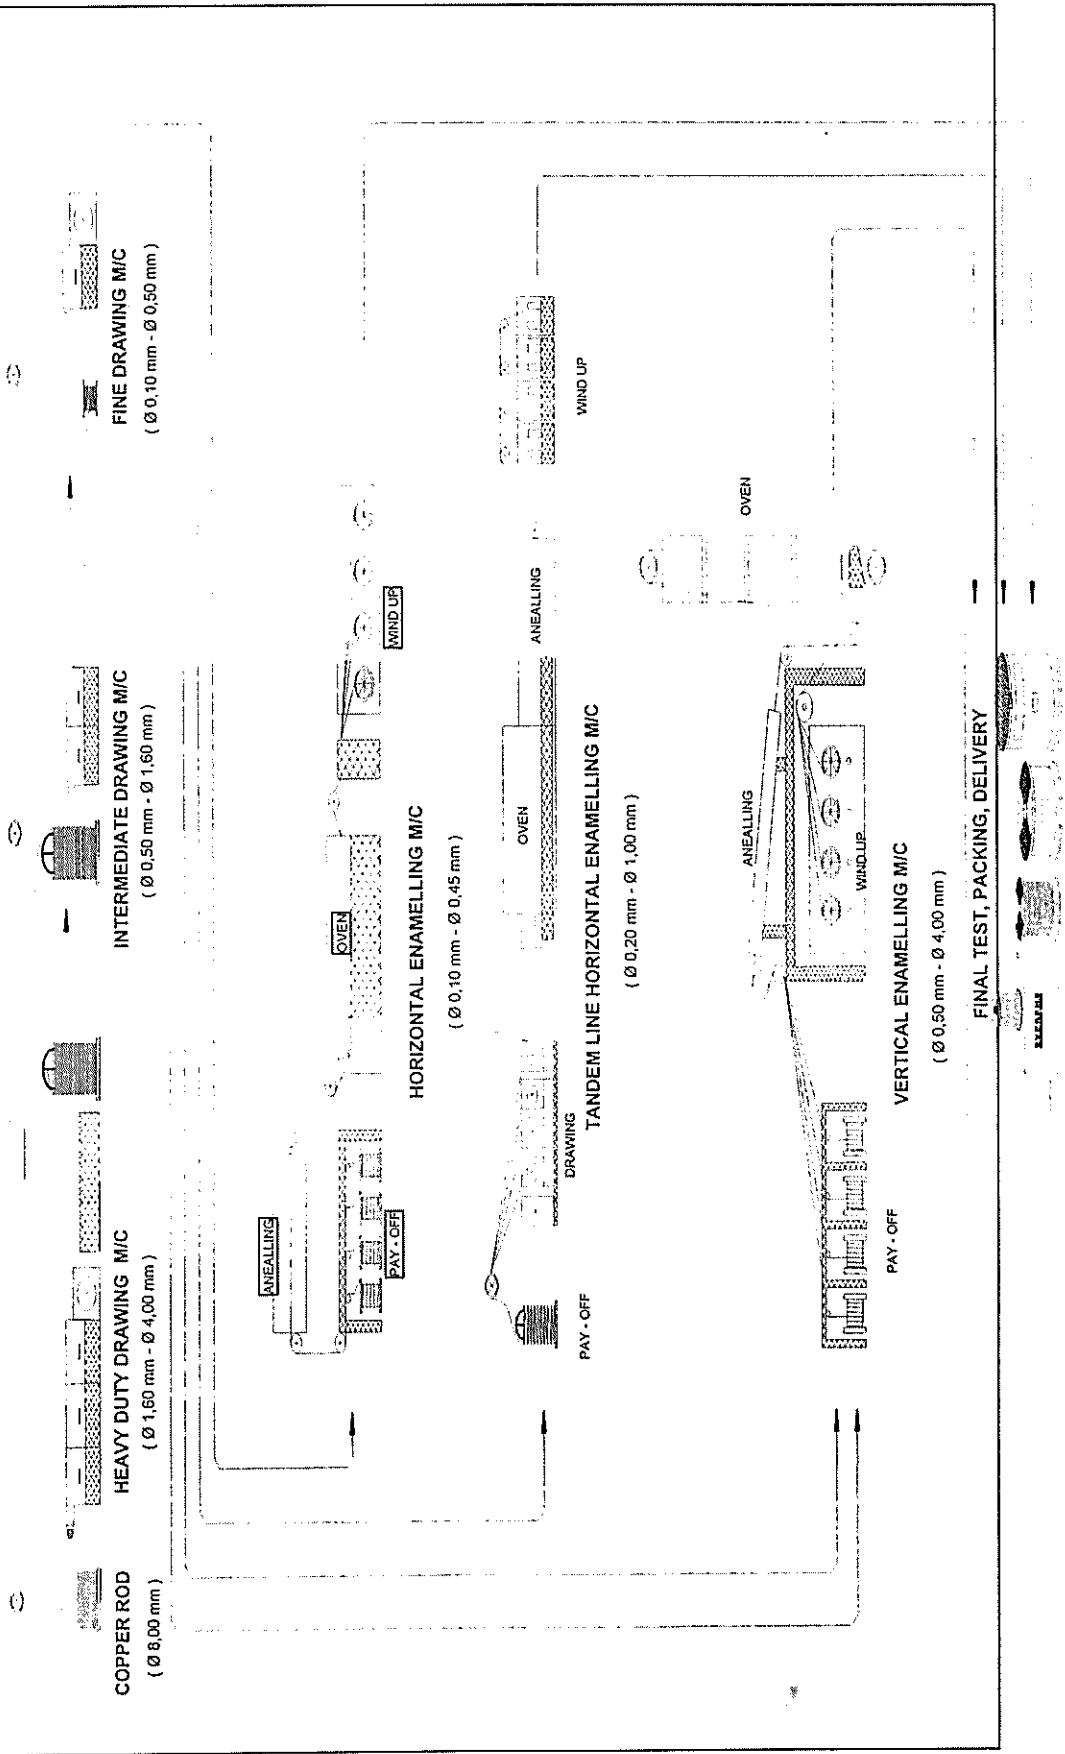 COPPER ROD
( Ø 8,00 mm )
HEAVY DUTY DRAWING M/C
( Ø 1,60 mm - Ø 4,00 mm )
INTERMEDIATE DRAWING M/C
( Ø 0,50 mm - Ø 1,60 mm )
FINE DRAWING M/C
( Ø 0,10 mm - Ø 0,50 mm )
ANEALLING
PAY - OFF
OVEN
WIND UP
HORIZONTAL ENAMELLING M/C
( Ø 0,10 mm - Ø 0,45 mm )
PAY - OFF
DRAWING
OVEN
ANEALLING
WIND UP
TANDEM LINE HORIZONTAL ENAMELLING M/C
( Ø 0,20 mm - Ø 1,00 mm )
PAY - OFF
ANEALLING
WIND UP
OVEN
VERTICAL ENAMELLING M/C
( Ø 0,50 mm - Ø 4,00 mm )
FINAL TEST, PACKING, DELIVERY